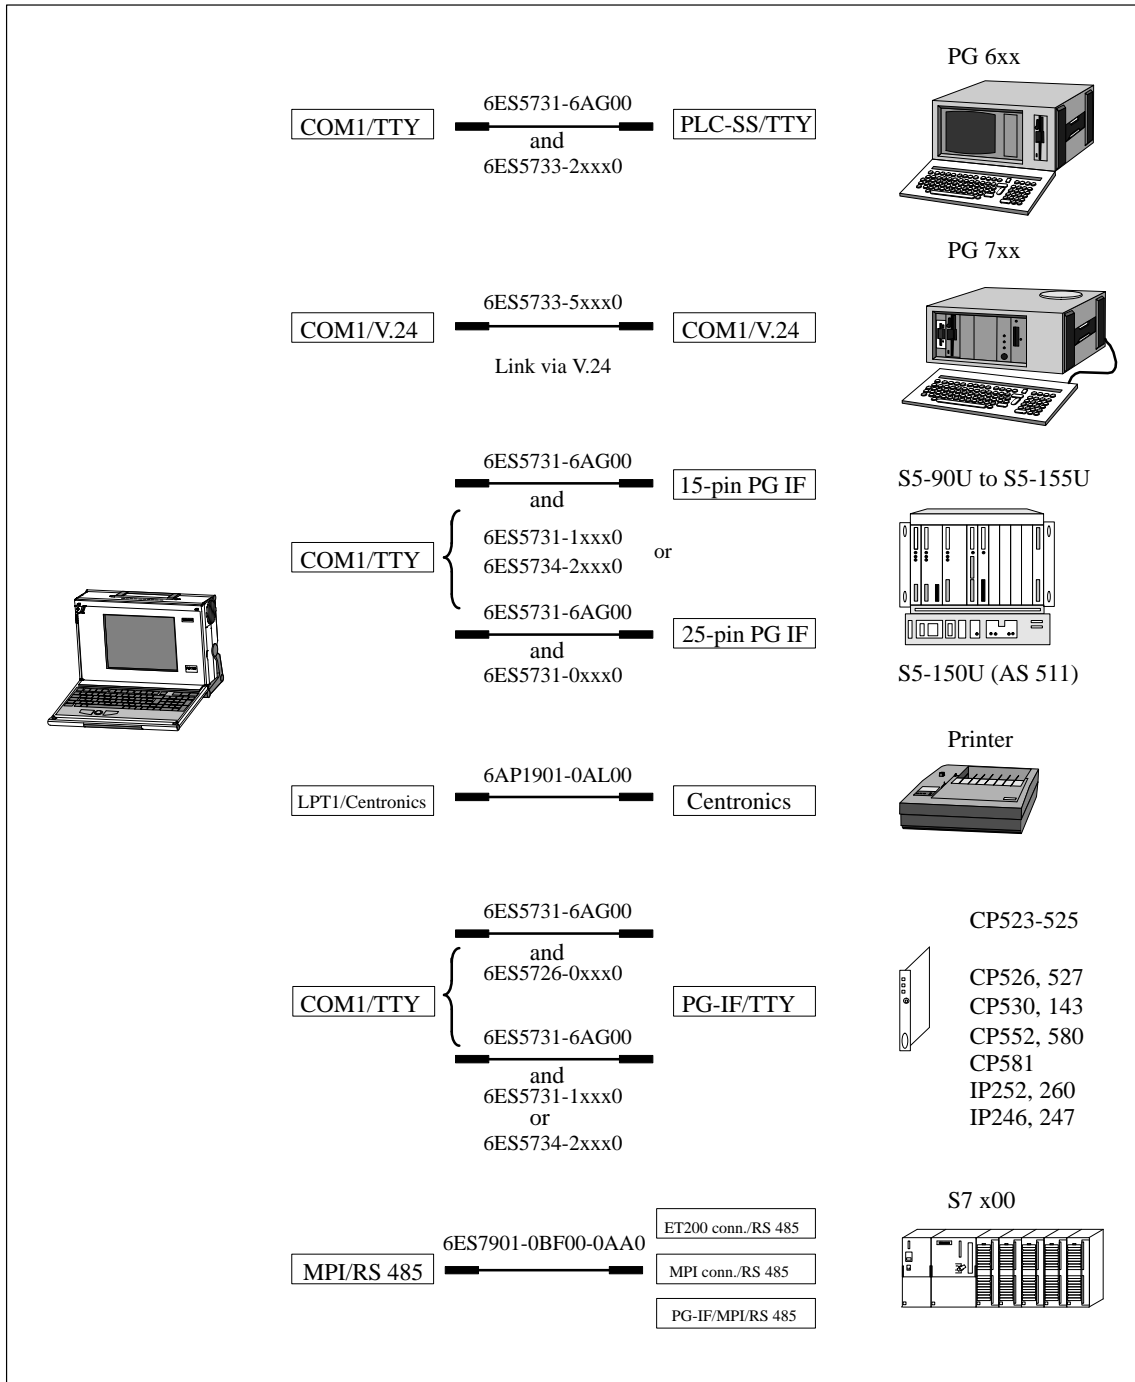 PG 6xx
6ES5731-6AG00
COM1/TTY
PLC-SS/TTY
and
6ES5733-2xxx0
PG 7xx
6ES5733-5xxx0
COM1/V.24
COM1/V.24
Link via V.24
6ES5731-6AG00
15-pin PG IF
S5-90U to S5-155U
and
6ES5731-1xxx0
or
COM1/TTY
6ES5734-2xxx0
6ES5731-6AG00
25-pin PG IF
and
6ES5731-0xxx0
S5-150U (AS 511)
Printer
6AP1901-0AL00
LPT1/Centronics
Centronics
6ES5731-6AG00
CP523-525
and
6ES5726-0xxx0
CP526, 527
COM1/TTY
PG-IF/TTY
CP530, 143
6ES5731-6AG00
CP552, 580
CP581
and
6ES5731-1xxx0
IP252, 260
or
IP246, 247
6ES5734-2xxx0
S7 x00
ET200 conn./RS 485
6ES7901-0BF00-0AA0
MPI/RS 485
MPI conn./RS 485
PG-IF/MPI/RS 485